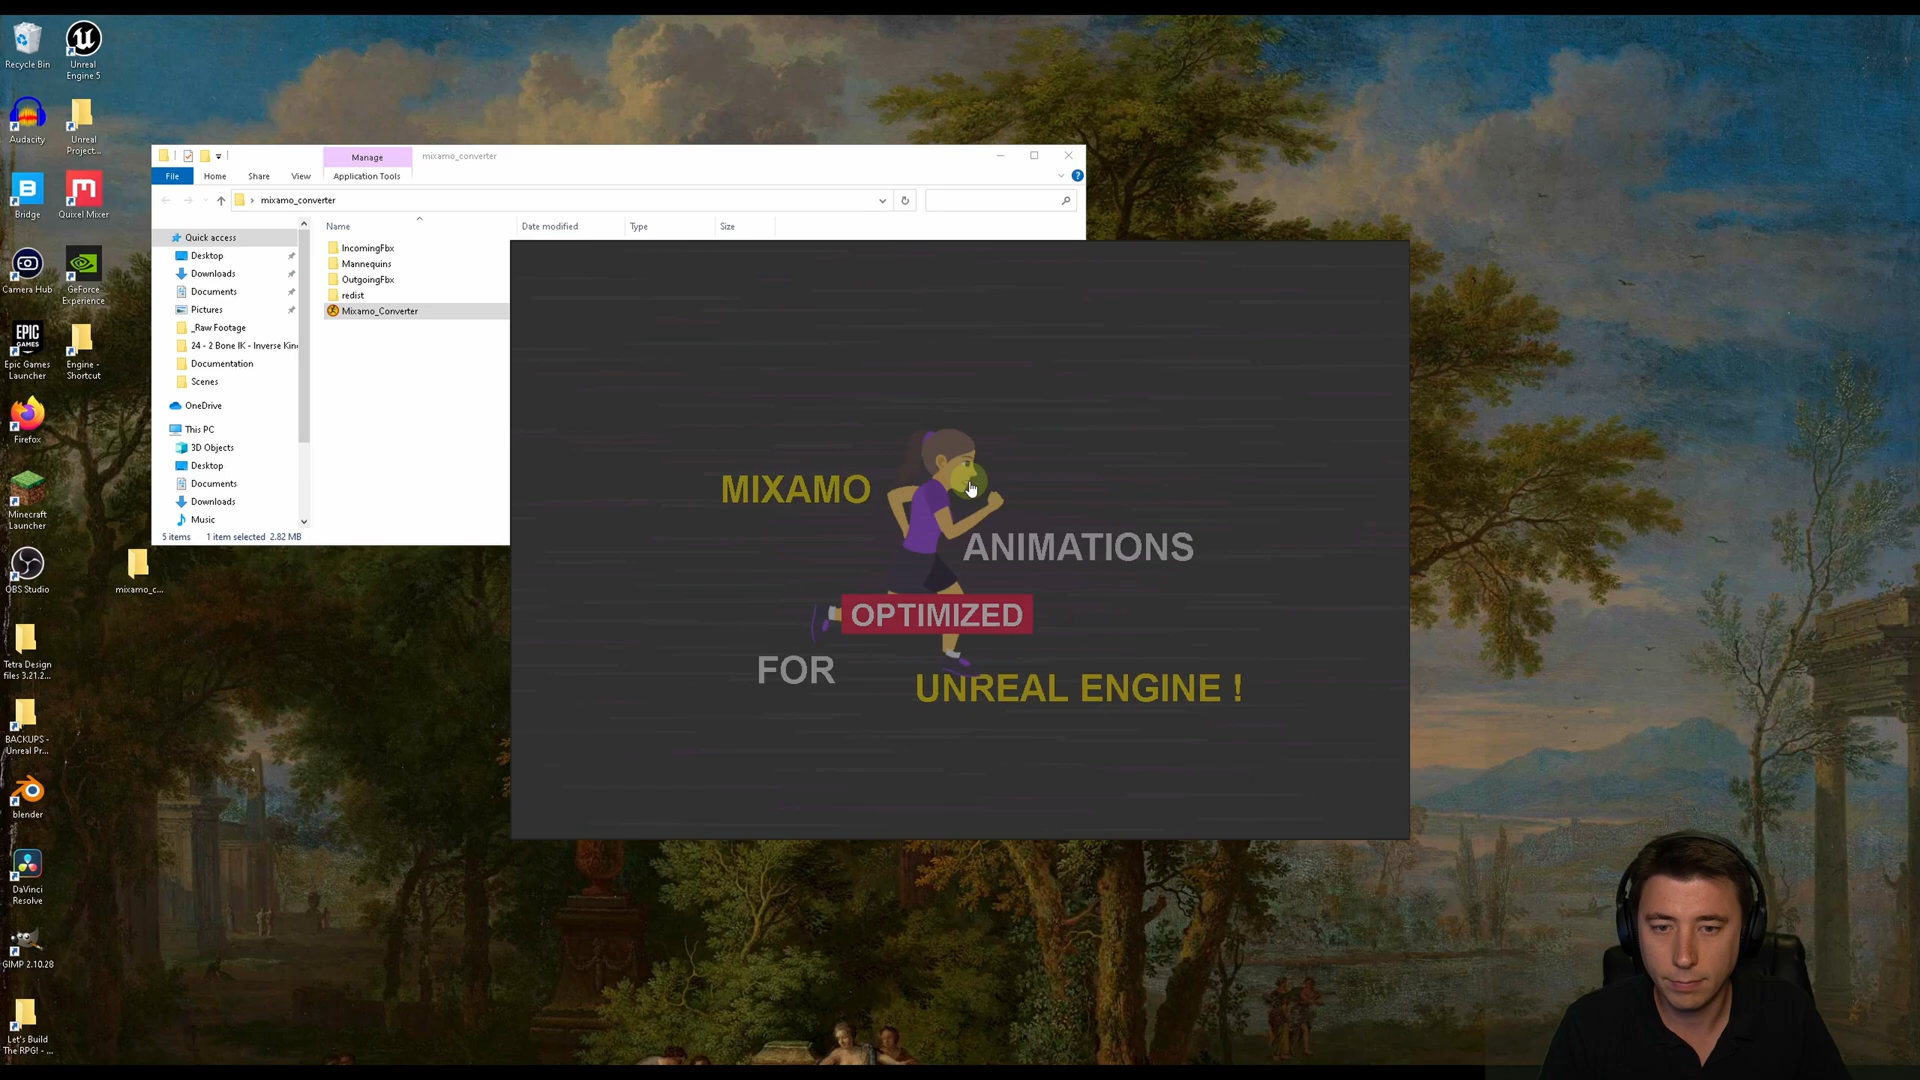 Recycle Bin
Unreal
Engine 5
Audacity
Unreal
Project...
Bridge
Quixel Mixer
Camera Hub
GeForce
Experience
Epic Games
Launcher
Engine -
Shortcut
Firefox
Minecraft
Launcher
OBS Studio
mixamo_c...
Tetra Design
files 3.21.2...
BACKUPS -
Unreal Pr...
blender
DaVinci
Resolve
GIMP 2.10.28
Let's Build
The RPG! - ...
EPIC
GAMES
Manage
mixamo_converter
File
Home
Share
View
Application Tools
mixamo_converter
Name
Date modified
Type
Size
Quick access
Desktop
Downloads
Documents
Pictures
_Raw Footage
24 - 2 Bone IK - Inverse Kin
Documentation
Scenes
OneDrive
This PC
3D Objects
Desktop
Documents
Downloads
Music
IncomingFbx
Mannequins
OutgoingFbx
redist
Mixamo_Converter
5 items
1 item selected 2.82 MB
MIXAMO
ANIMATIONS
OPTIMIZED
FOR
UNREAL ENGINE !